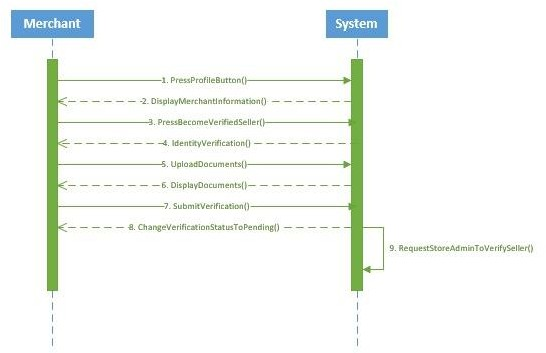 Merchant
System
1. PressProfileButton()
2. DisplayMerchantInformation()
3. PressBecomeVerifiedSeller()
4. IdentityVerification()
5. UploadDocuments()
6. DisplayDocuments()
7. SubmitVerification()
8. ChangeVerificationStatusToPending()
9. RequestStoreAdminToVerifySeller()